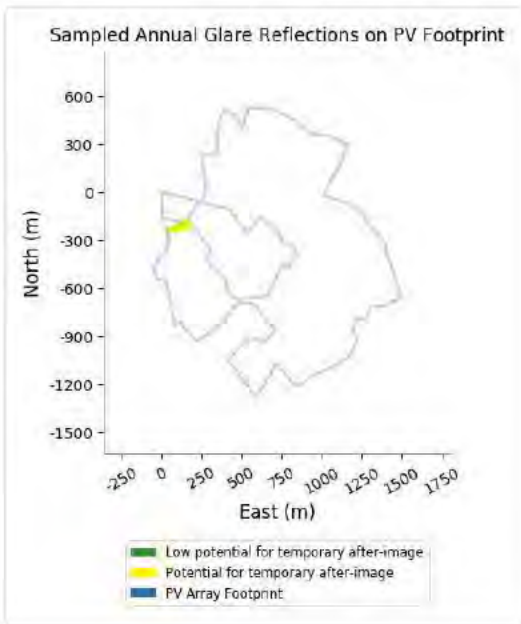 Sampled Annual Glare Reflections on PV Footprint
600
300
0
-300
-600
-900
-1200
-1500
North (m)
-250
0
250
500
750
1000
1250
1500
1750
East (m)
Low potential for temporary after-image
Potential for temporary after-image
PV Array Footprint